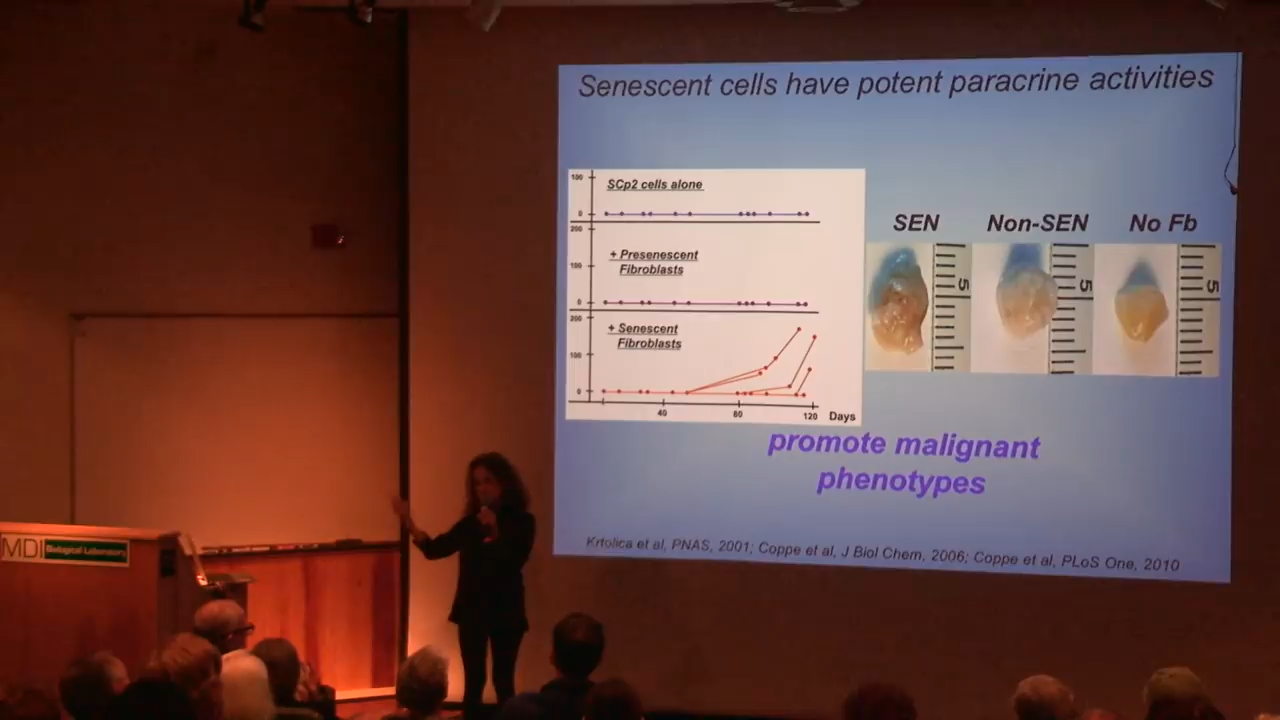 Senescent cells have potent paracrine activities
100
SCp2 cells alone
0
200
+ Presenescent
Fibroblasts
100
0
200
+ Senescent
Fibroblasts
100
0
40
80
120
Days
SEN
Non-SEN
No Fb
5
5
5
promote malignant
phenotypes
Krtolica et al, PNAS, 2001; Coppe et al, J Biol Chem, 2006; Coppe et al, PLoS One, 2010
MDI Biological Laboratory